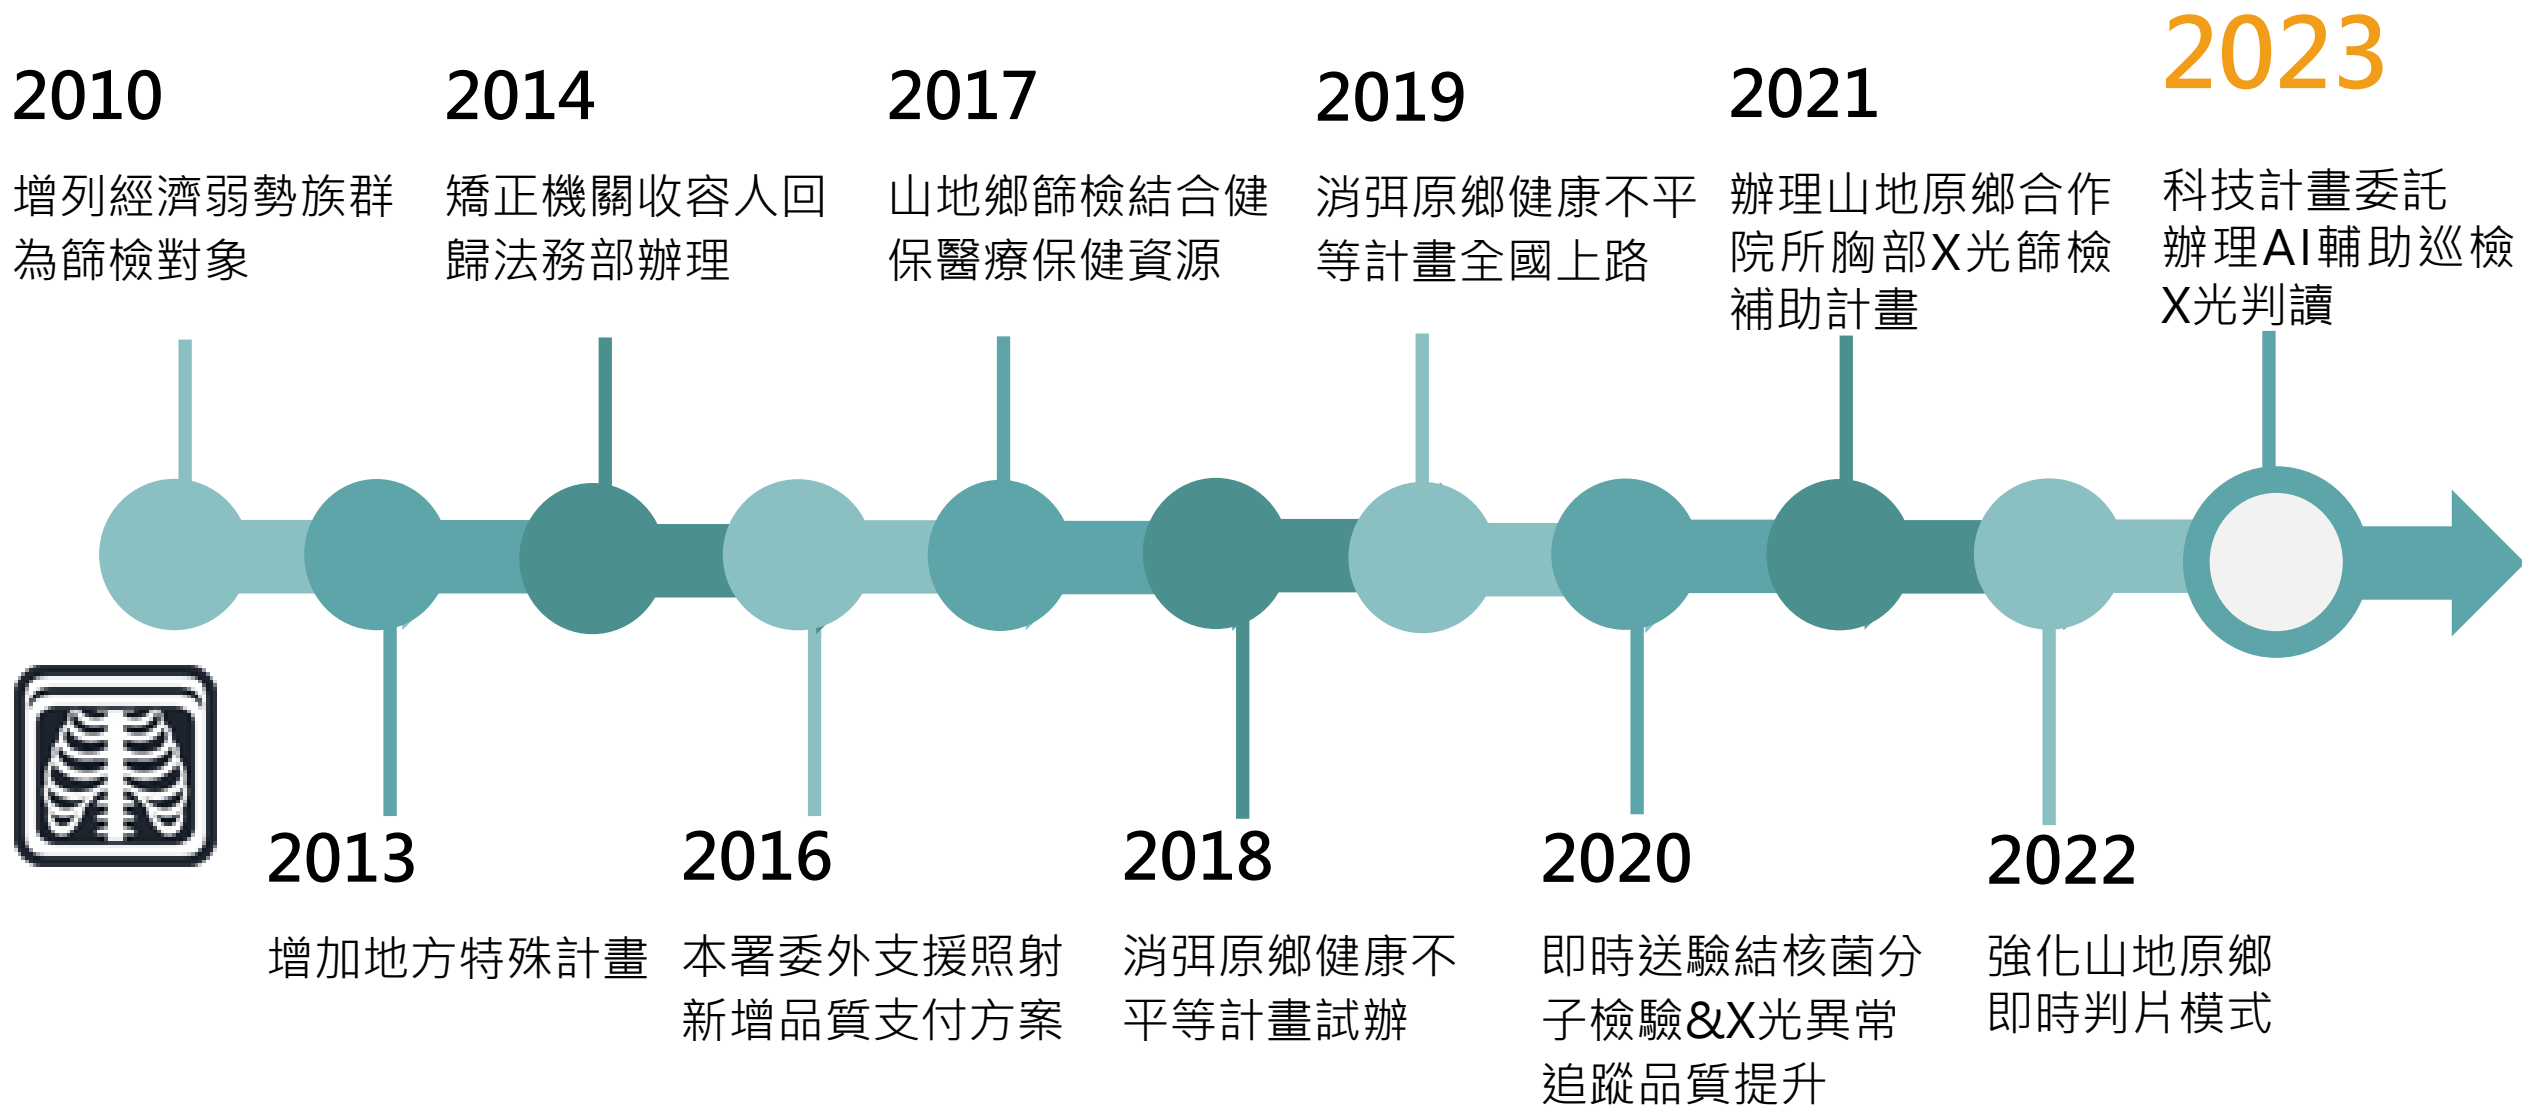 2010
增列經濟弱勢族群
為篩檢對象
2013
增加地方特殊計畫
2014
矯正機關收容人回
歸法務部辦理
2016
本署委外支援照射
新增品質支付方案
2017
山地鄉篩檢結合健
保醫療保健資源
2018
消弭原鄉健康不
平等計畫試辦
2019
消弭原鄉健康不平
等計畫全國上路
2020
即時送驗結核菌分
子檢驗&X光異常
追蹤品質提升
2021
辦理山地原鄉合作
院所胸部X光篩檢
補助計畫
2022
強化山地原鄉
即時判片模式
2023
科技計畫委託
辦理AI輔助巡檢
X光判讀